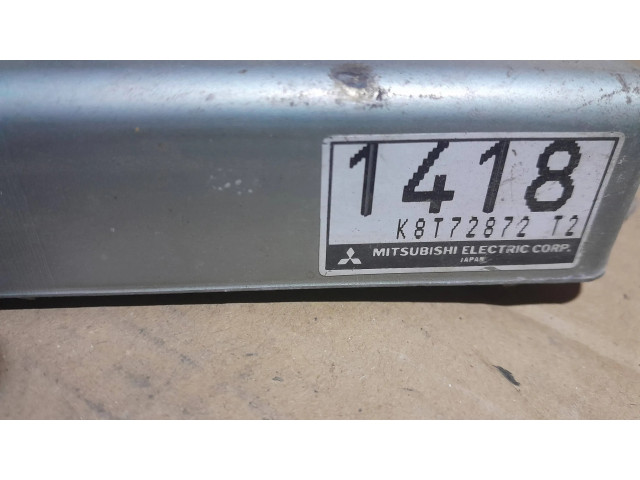 1418
K8T72872 T2
MITSUBISHI ELECTRIC CORP.
JAPAN